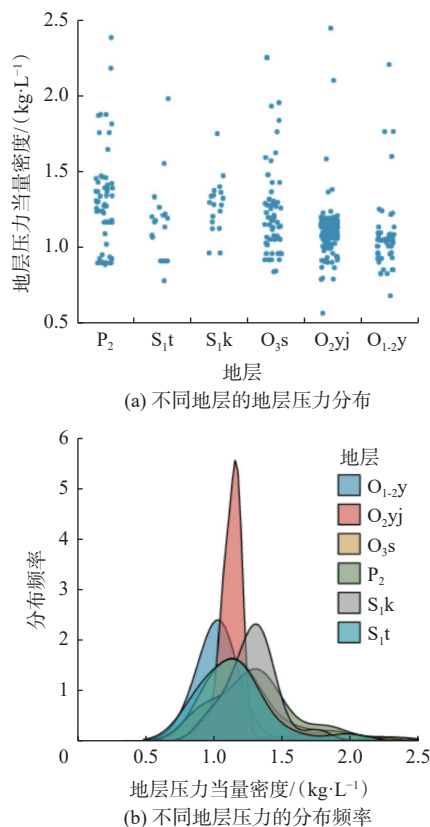 2.5
2.0
1.5
1.0
0.5
地层压力当量密度/(kg·L⁻¹)
P₂ S₁t S₁k O₃s O₂yj O₁₋₂y
地层
(a) 不同地层的地层压力分布
6
5
4
3
2
1
分布频率
地层
O₁₋₂y
O₂yj
O₃s
P₂
S₁k
S₁t
0 0.5 1.0 1.5 2.0 2.5
地层压力当量密度/(kg·L⁻¹)
(b) 不同地层压力的分布频率